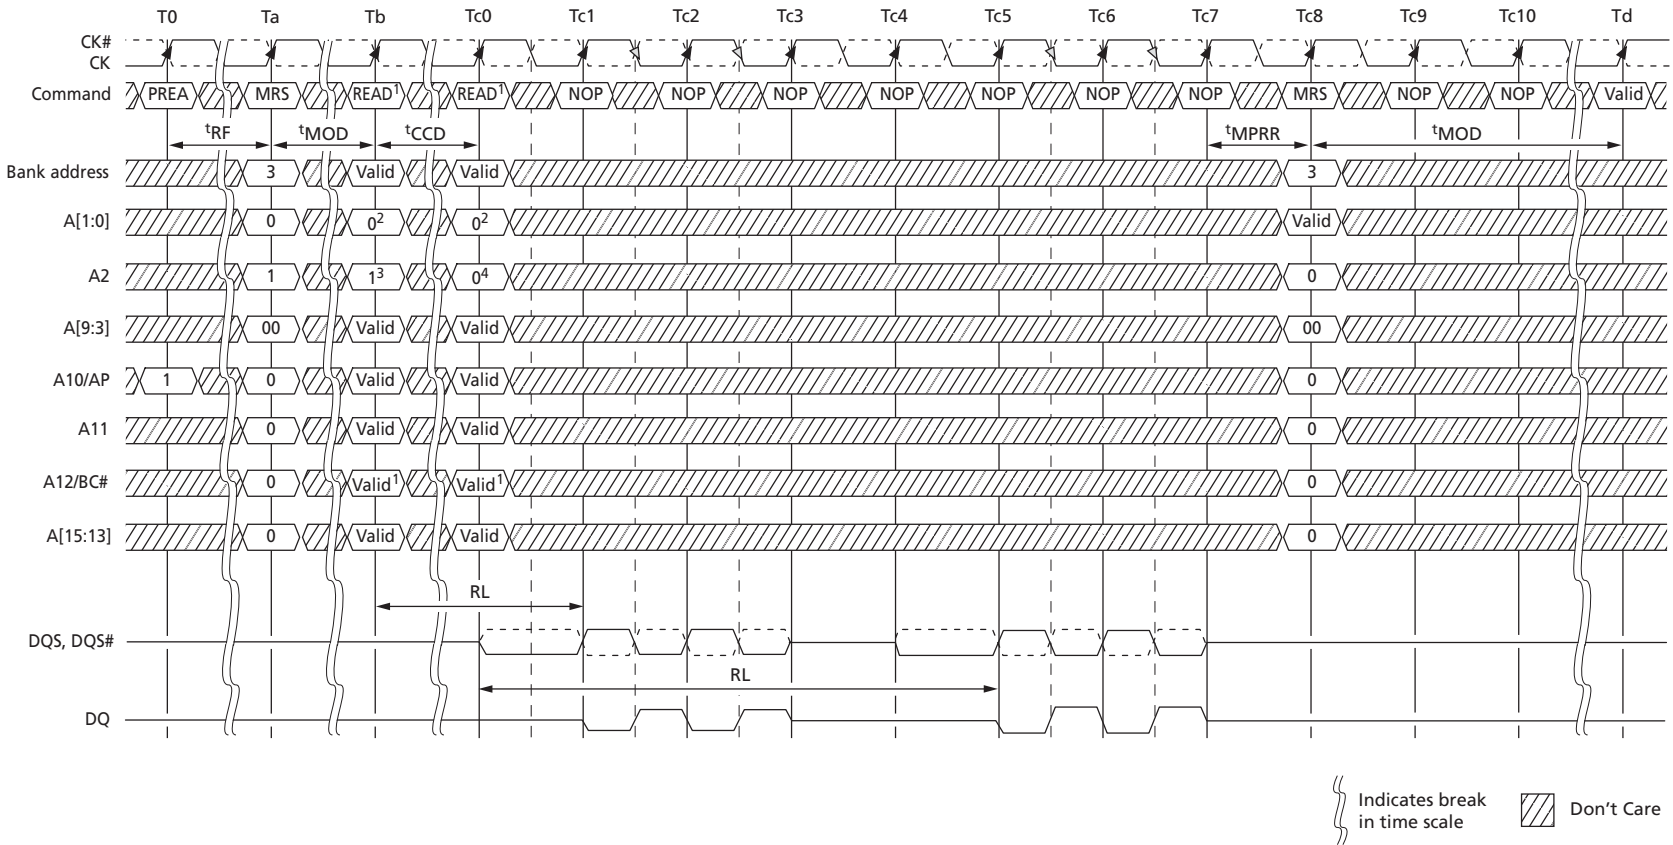 T0 Ta Tb Tc0 Tc1 Tc2 Tc3 Tc4 Tc5 Tc6 Tc7 Tc8 Tc9 Tc10 Td
CK#
CK
Command PREA MRS READ1 READ1 NOP NOP NOP NOP NOP NOP NOP MRS NOP NOP Valid
tRF tMOD tCCD tMPRR tMOD
Bank address 3 Valid Valid 3
A[1:0] 0 02 02 Valid
A2 1 13 04 0
A[9:3] 00 Valid Valid 00
A10/AP 1 0 Valid Valid 0
A11 0 Valid Valid 0
A12/BC# 0 Valid1 Valid1 0
A[15:13] 0 Valid Valid 0
RL
DQS, DQS#
RL
DQ
Indicates break
in time scale
Don't Care